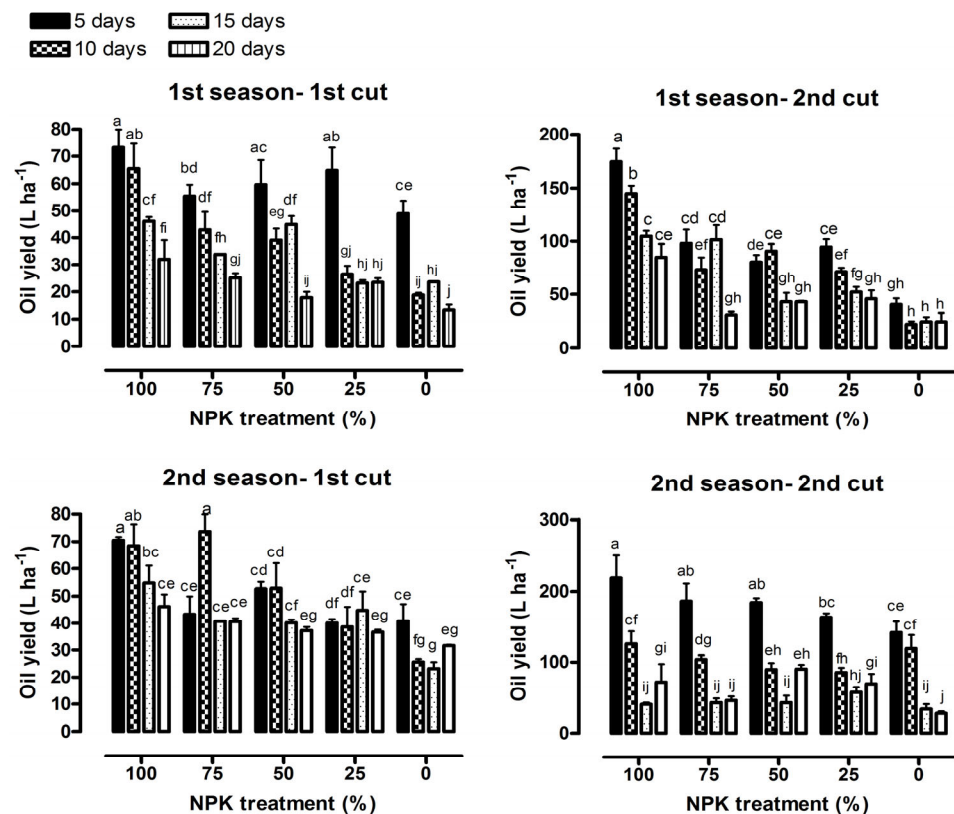 5 days 15 days
10 days 20 days
1st season- 1st cut
Oil yield (L ha⁻¹)
80
70
60
50
40
30
20
10
0
a ab cf fi
bd df fh gj
ac eg df ij
ab gj hj hj
ce ij hj j
100 75 50 25 0
NPK treatment (%)
1st season- 2nd cut
Oil yield (L ha⁻¹)
200
150
100
50
0
a b c ce
cd ef cd gh
de ce gh gh
ce ef fg gh
gh h h h
100 75 50 25 0
NPK treatment (%)
2nd season- 1st cut
Oil yield (L ha⁻¹)
80
70
60
50
40
30
20
10
0
a ab bc ce
ce a ce ce
cd cd cf eg
df df ce eg
ce fg g eg
100 75 50 25 0
NPK treatment (%)
2nd season- 2nd cut
Oil yield (L ha⁻¹)
300
200
100
0
a cf ij gi
ab dg ij ij
ab eh ij eh
bc fh hj gi
ce cf ij j
100 75 50 25 0
NPK treatment (%)